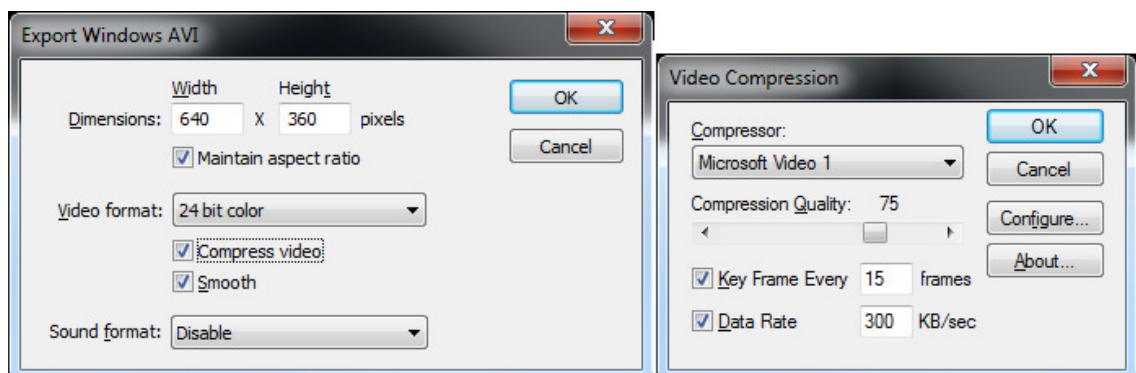 Export Windows AVI
Width Height
Dimensions: 640 X 360 pixels
Maintain aspect ratio
Video format: 24 bit color
Compress video
Smooth
Sound format: Disable
OK
Cancel
Video Compression
Compressor:
Microsoft Video 1
Compression Quality: 75
Key Frame Every 15 frames
Data Rate 300 KB/sec
OK
Cancel
Configure...
About...